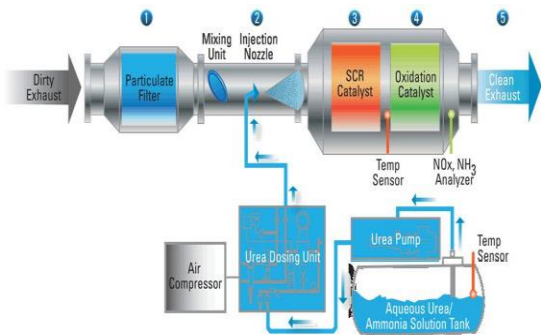 1
2
3
4
5
Mixing
Unit
Injection
Nozzle
Dirty
Exhaust
Particulate
Filter
SCR
Catalyst
Oxidation
Catalyst
Clean
Exhaust
Temp
Sensor
NOx, NH3
Analyzer
Air
Compressor
Urea Dosing Unit
Urea Pump
Temp
Sensor
Aqueous Urea/
Ammonia Solution Tank